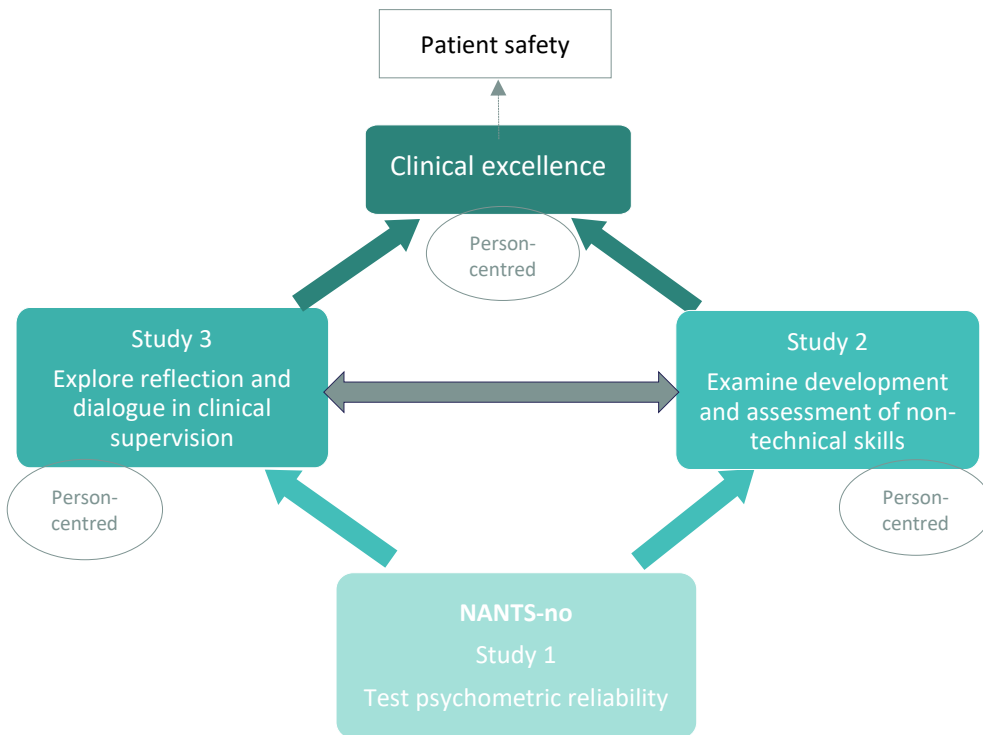 Patient safety
Clinical excellence
Person-
centred
Study 3
Explore reflection and
dialogue in clinical
supervision
Study 2
Examine development
and assessment of non-
technical skills
Person-
centred
Person-
centred
NANTS-no
Study 1
Test psychometric reliability